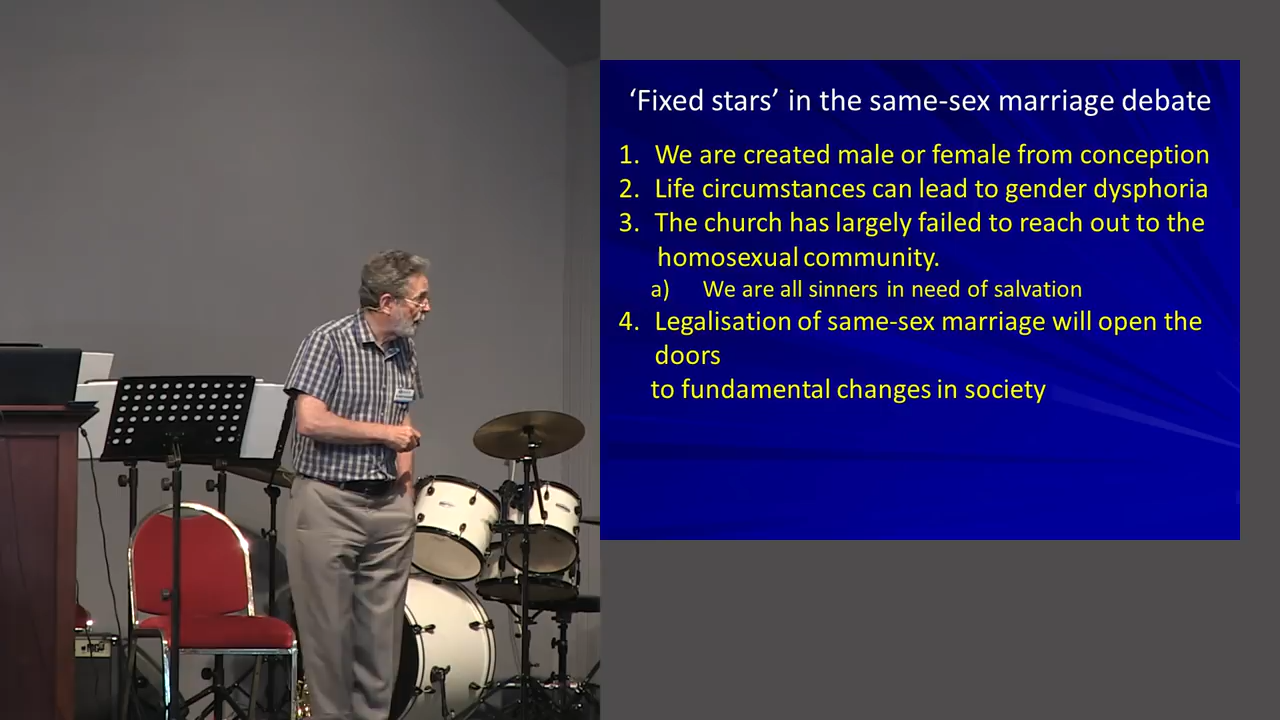 ‘Fixed stars’ in the same-sex marriage debate
1. We are created male or female from conception
2. Life circumstances can lead to gender dysphoria
3. The church has largely failed to reach out to the
homosexual community.
a) We are all sinners in need of salvation
4. Legalisation of same-sex marriage will open the
doors
to fundamental changes in society